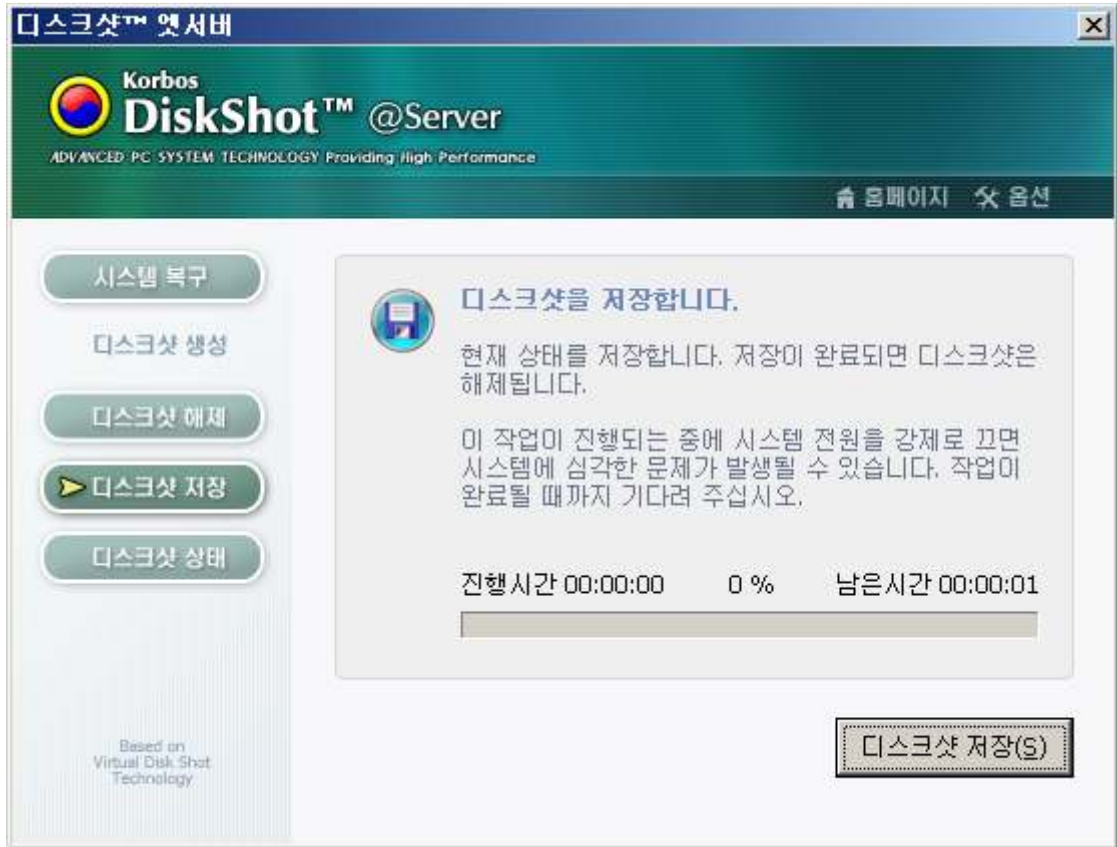 디스크샷™ 엣서버
Korbos
DiskShot™ @Server
ADVANCED PC SYSTEM TECHNOLOGY Providing High Performance
홈페이지 옵션
시스템 복구
디스크샷 생성
디스크샷 해제
디스크샷 저장
디스크샷 상태
Based on
Virtual Disk Shot
Technology
디스크샷을 저장합니다.
현재 상태를 저장합니다. 저장이 완료되면 디스크샷은
해제됩니다.
이 작업이 진행되는 중에 시스템 전원을 강제로 끄면
시스템에 심각한 문제가 발생될 수 있습니다. 작업이
완료될 때까지 기다려 주십시오.
진행시간 00:00:00 0 % 남은시간 00:00:01
디스크샷 저장(S)